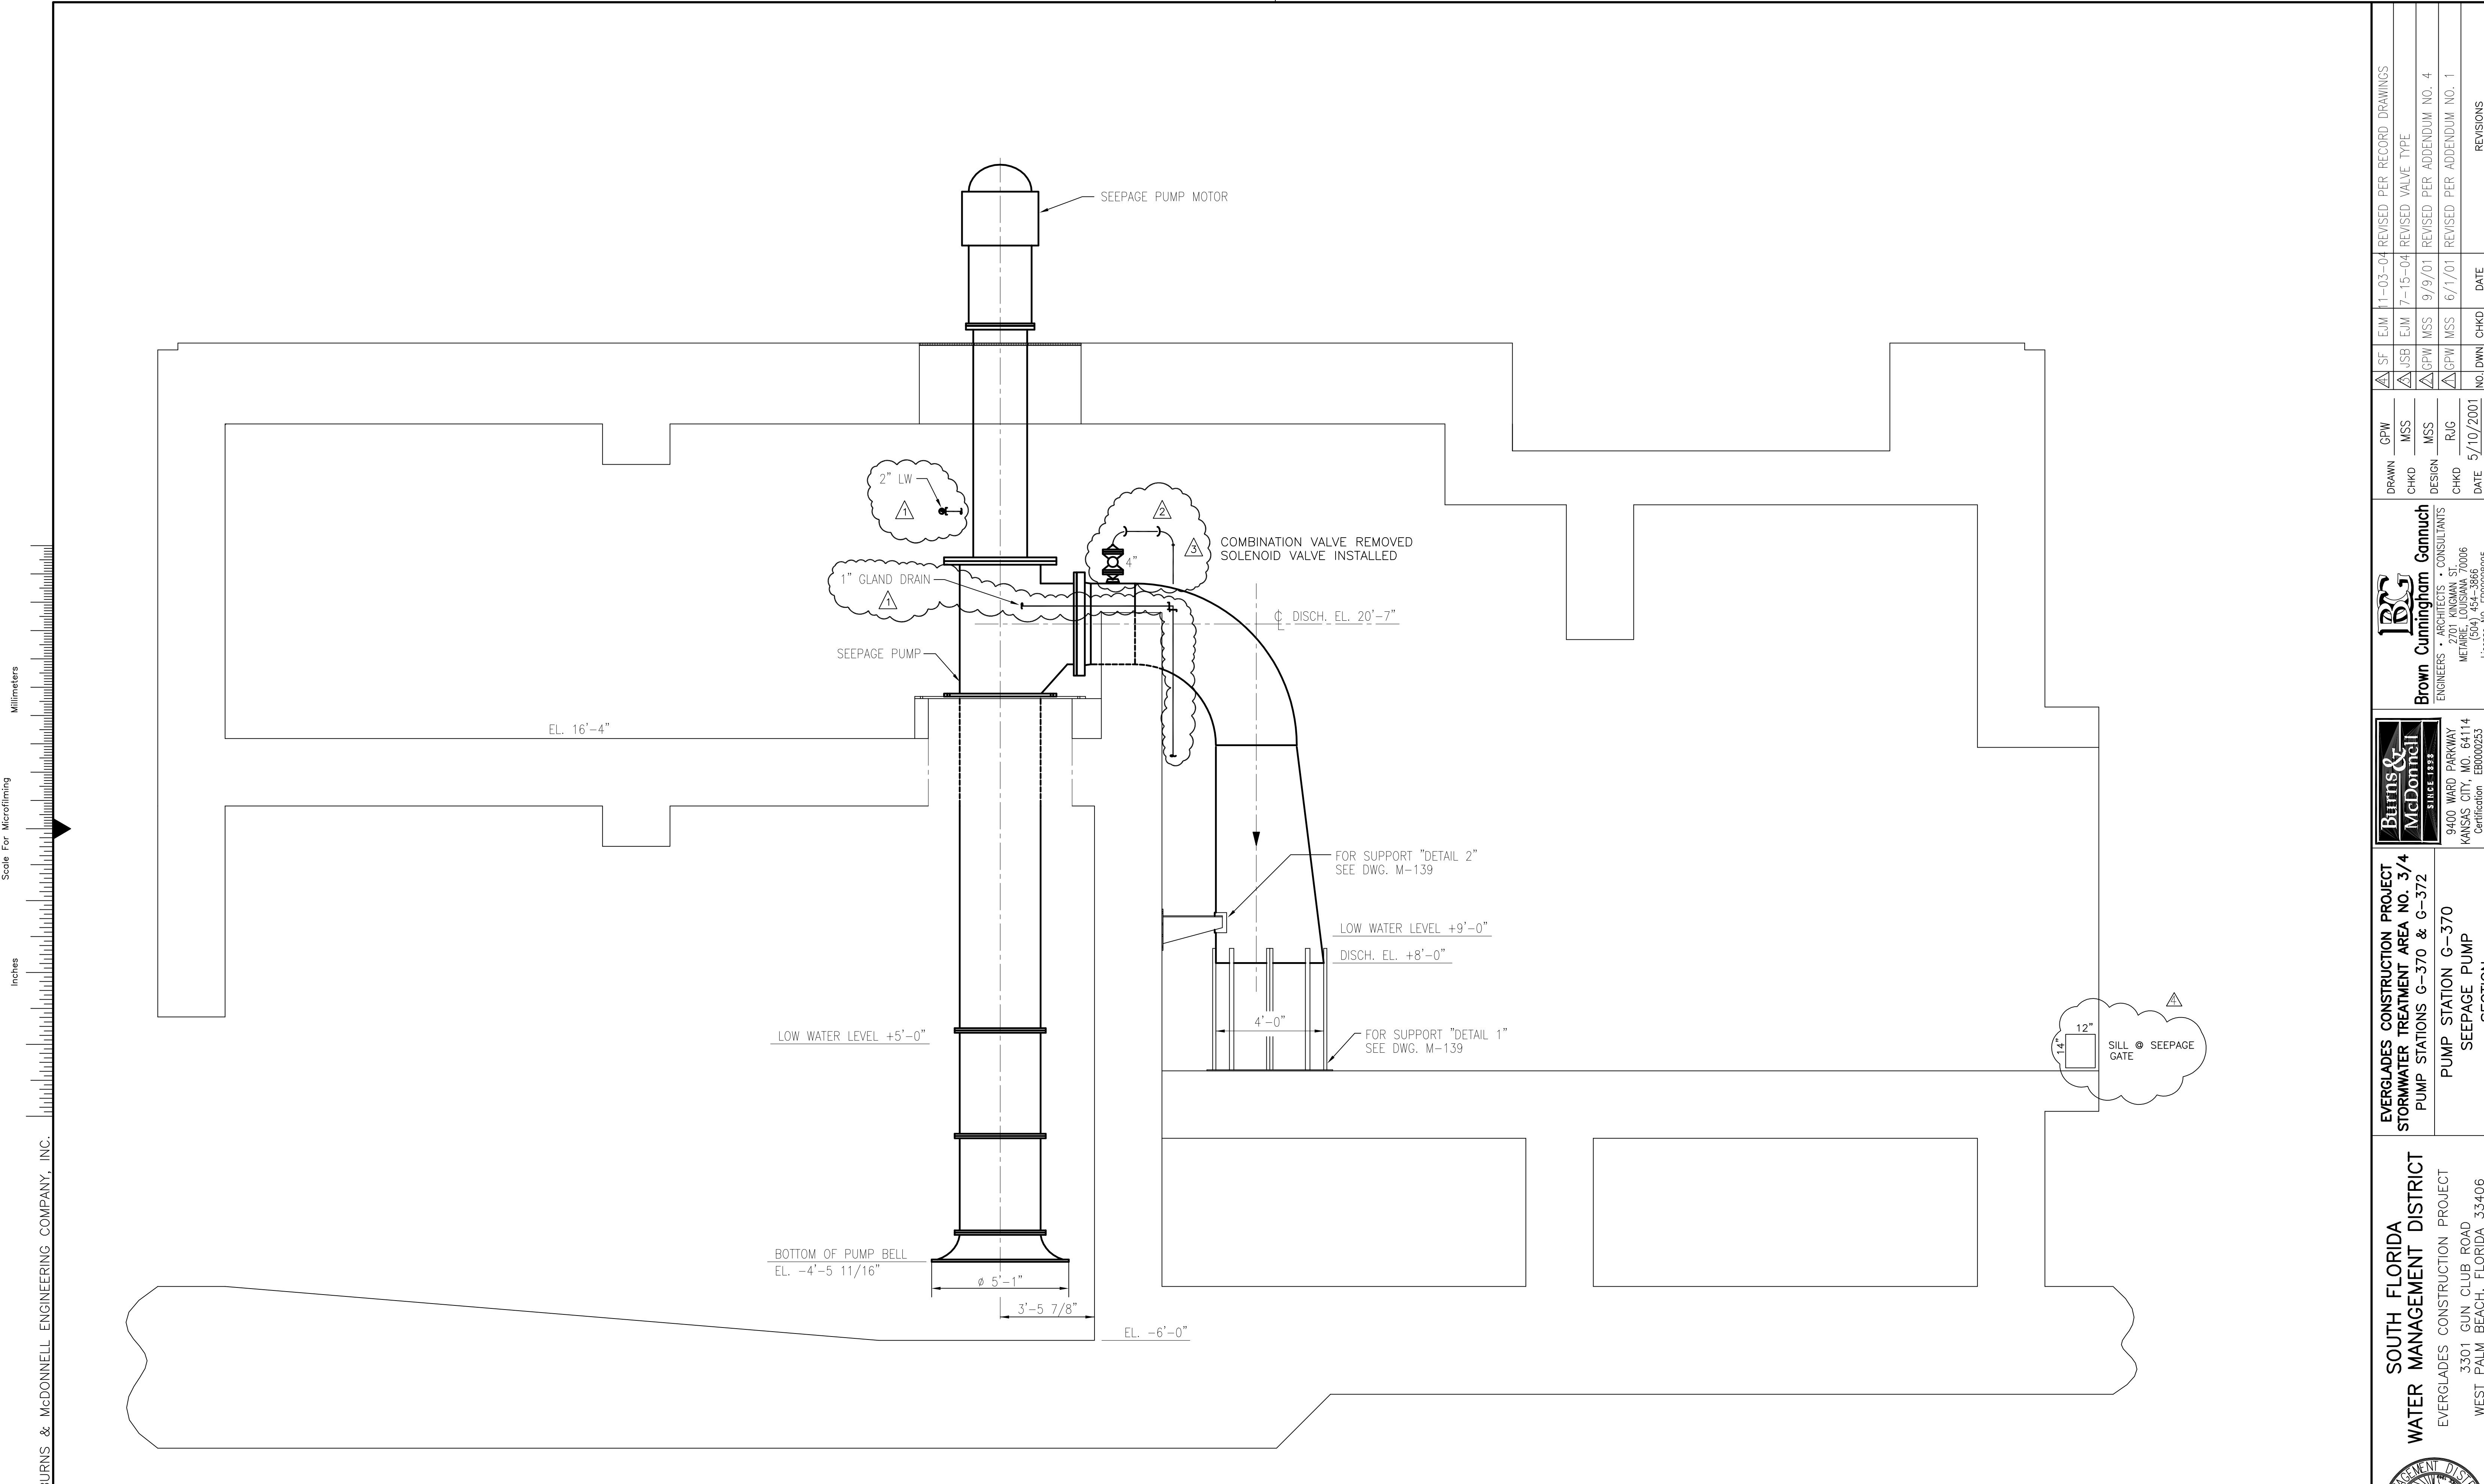 SEEPAGE PUMP MOTOR
2" LW
1
2
3
4"
COMBINATION VALVE REMOVED
SOLENOID VALVE INSTALLED
1" GLAND DRAIN
1
℄ DISCH. EL. 20'-7"
SEEPAGE PUMP
EL. 16'-4"
FOR SUPPORT "DETAIL 2"
SEE DWG. M-139
LOW WATER LEVEL +9'-0"
DISCH. EL. +8'-0"
4'-0"
FOR SUPPORT "DETAIL 1"
SEE DWG. M-139
LOW WATER LEVEL +5'-0"
4
12"
14"
SILL @ SEEPAGE
GATE
BOTTOM OF PUMP BELL
EL. -4'-5 11/16"
ø 5'-1"
3'-5 7/8"
EL. -6'-0"
Millimeters
Scale For Microfilming
Inches
BURNS & McDONNELL ENGINEERING COMPANY, INC.
4 SF EJM 11-03-04 REVISED PER RECORD DRAWINGS
3 JSB EJM 7-15-04 REVISED VALVE TYPE
2 GPW MSS 9/9/01 REVISED PER ADDENDUM NO. 4
1 GPW MSS 6/1/01 REVISED PER ADDENDUM NO. 1
NO. DWN CHKD DATE REVISIONS
DRAWN GPW
CHKD MSS
DESIGN MSS
CHKD RJG
DATE 5/10/2001
BCG
Brown Cunningham Gannuch
ENGINEERS • ARCHITECTS • CONSULTANTS
2701 KINGMAN ST.
METAIRIE, LOUISIANA 70006
(504) 454-3866
Burns &
McDonnell
SINCE 1898
9400 WARD PARKWAY
KANSAS CITY, MO. 64114
Certification EB0000253
EVERGLADES CONSTRUCTION PROJECT
STORMWATER TREATMENT AREA NO. 3/4
PUMP STATIONS G-370 & G-372
PUMP STATION G-370
SEEPAGE PUMP
SOUTH FLORIDA
WATER MANAGEMENT DISTRICT
EVERGLADES CONSTRUCTION PROJECT
3301 GUN CLUB ROAD
WEST PALM BEACH, FLORIDA 33406